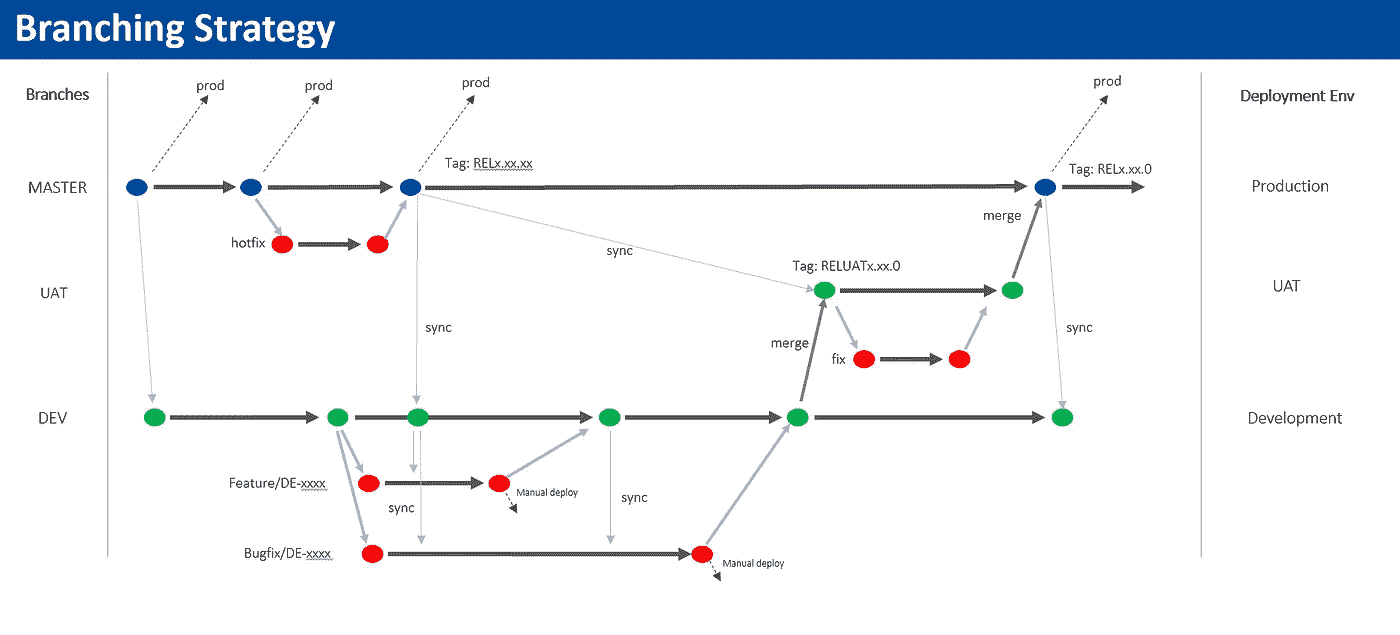 Branching Strategy
prod
prod
prod
prod
Branches
Deployment Env
Tag: RELx.xx.xx
Tag: RELx.xx.0
MASTER
Production
merge
hotfix
sync
Tag: RELUATx.xx.0
UAT
UAT
sync
sync
merge
fix
DEV
Development
Feature/DE-xxxx
Manual deploy
sync
sync
Bugfix/DE-xxxx
Manual deploy